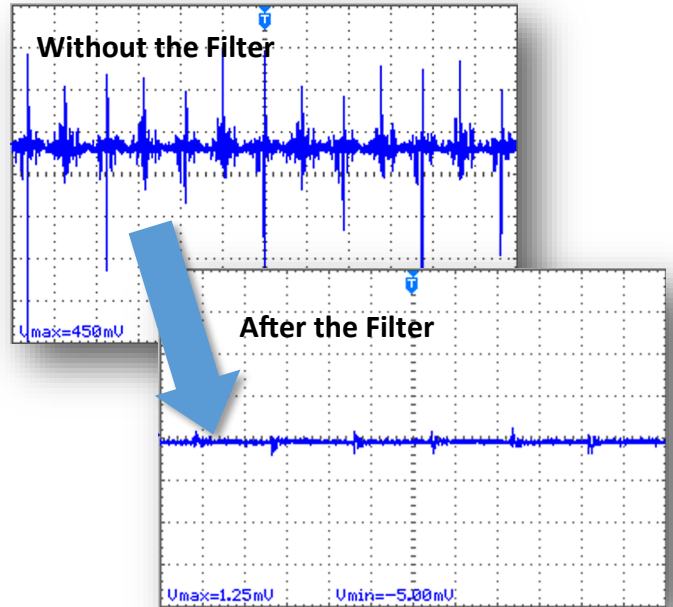 T
Without the Filter
Vmax=450mV
T
After the Filter
Vmax=1.25mV Vmin=-5.00mV